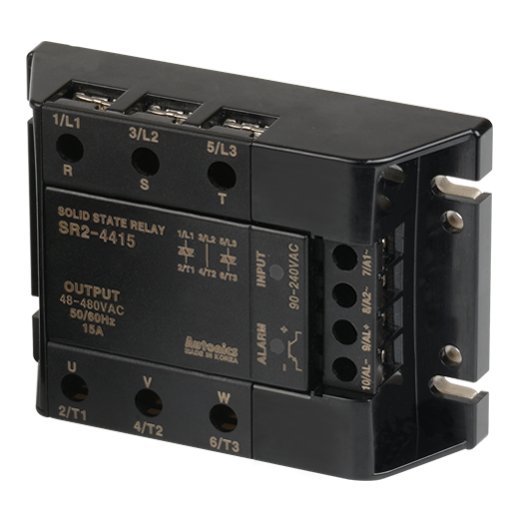 1/L1 3/L2 5/L3
R S T
SOLID STATE RELAY
SR2-4415
1/L1 3/L2 5/L3
2/T1 4/T2 6/T3
OUTPUT
48-480VAC
50/60Hz
15A
Autonics
MADE IN KOREA
INPUT
90-240VAC
ALARM
+
-
7/A1~
8/A2~
9/AL+
10/AL-
U V W
2/T1 4/T2 6/T3